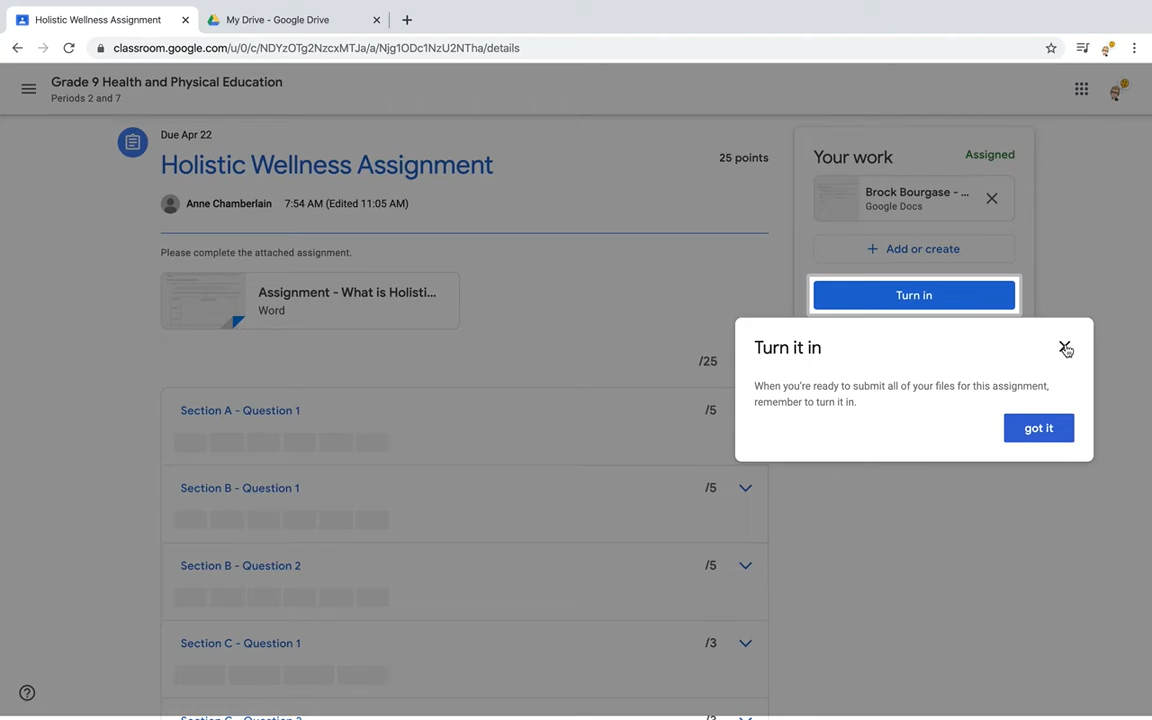 Holistic Wellness Assignment
My Drive - Google Drive
classroom.google.com/u/0/c/NDYzOTg2NzcxMTJa/a/Njg1ODc1NzU2NTha/details
Grade 9 Health and Physical Education
Periods 2 and 7
Due Apr 22
Holistic Wellness Assignment
25 points
Anne Chamberlain 7:54 AM (Edited 11:05 AM)
Please complete the attached assignment.
Assignment - What is Holisti...
Word
/25
Section A - Question 1 /5
Section B - Question 1 /5
Section B - Question 2 /5
Section C - Question 1 /3
Your work Assigned
Brock Bourgase - ...
Google Docs
+ Add or create
Turn in
Turn it in
When you're ready to submit all of your files for this assignment,
remember to turn it in.
got it